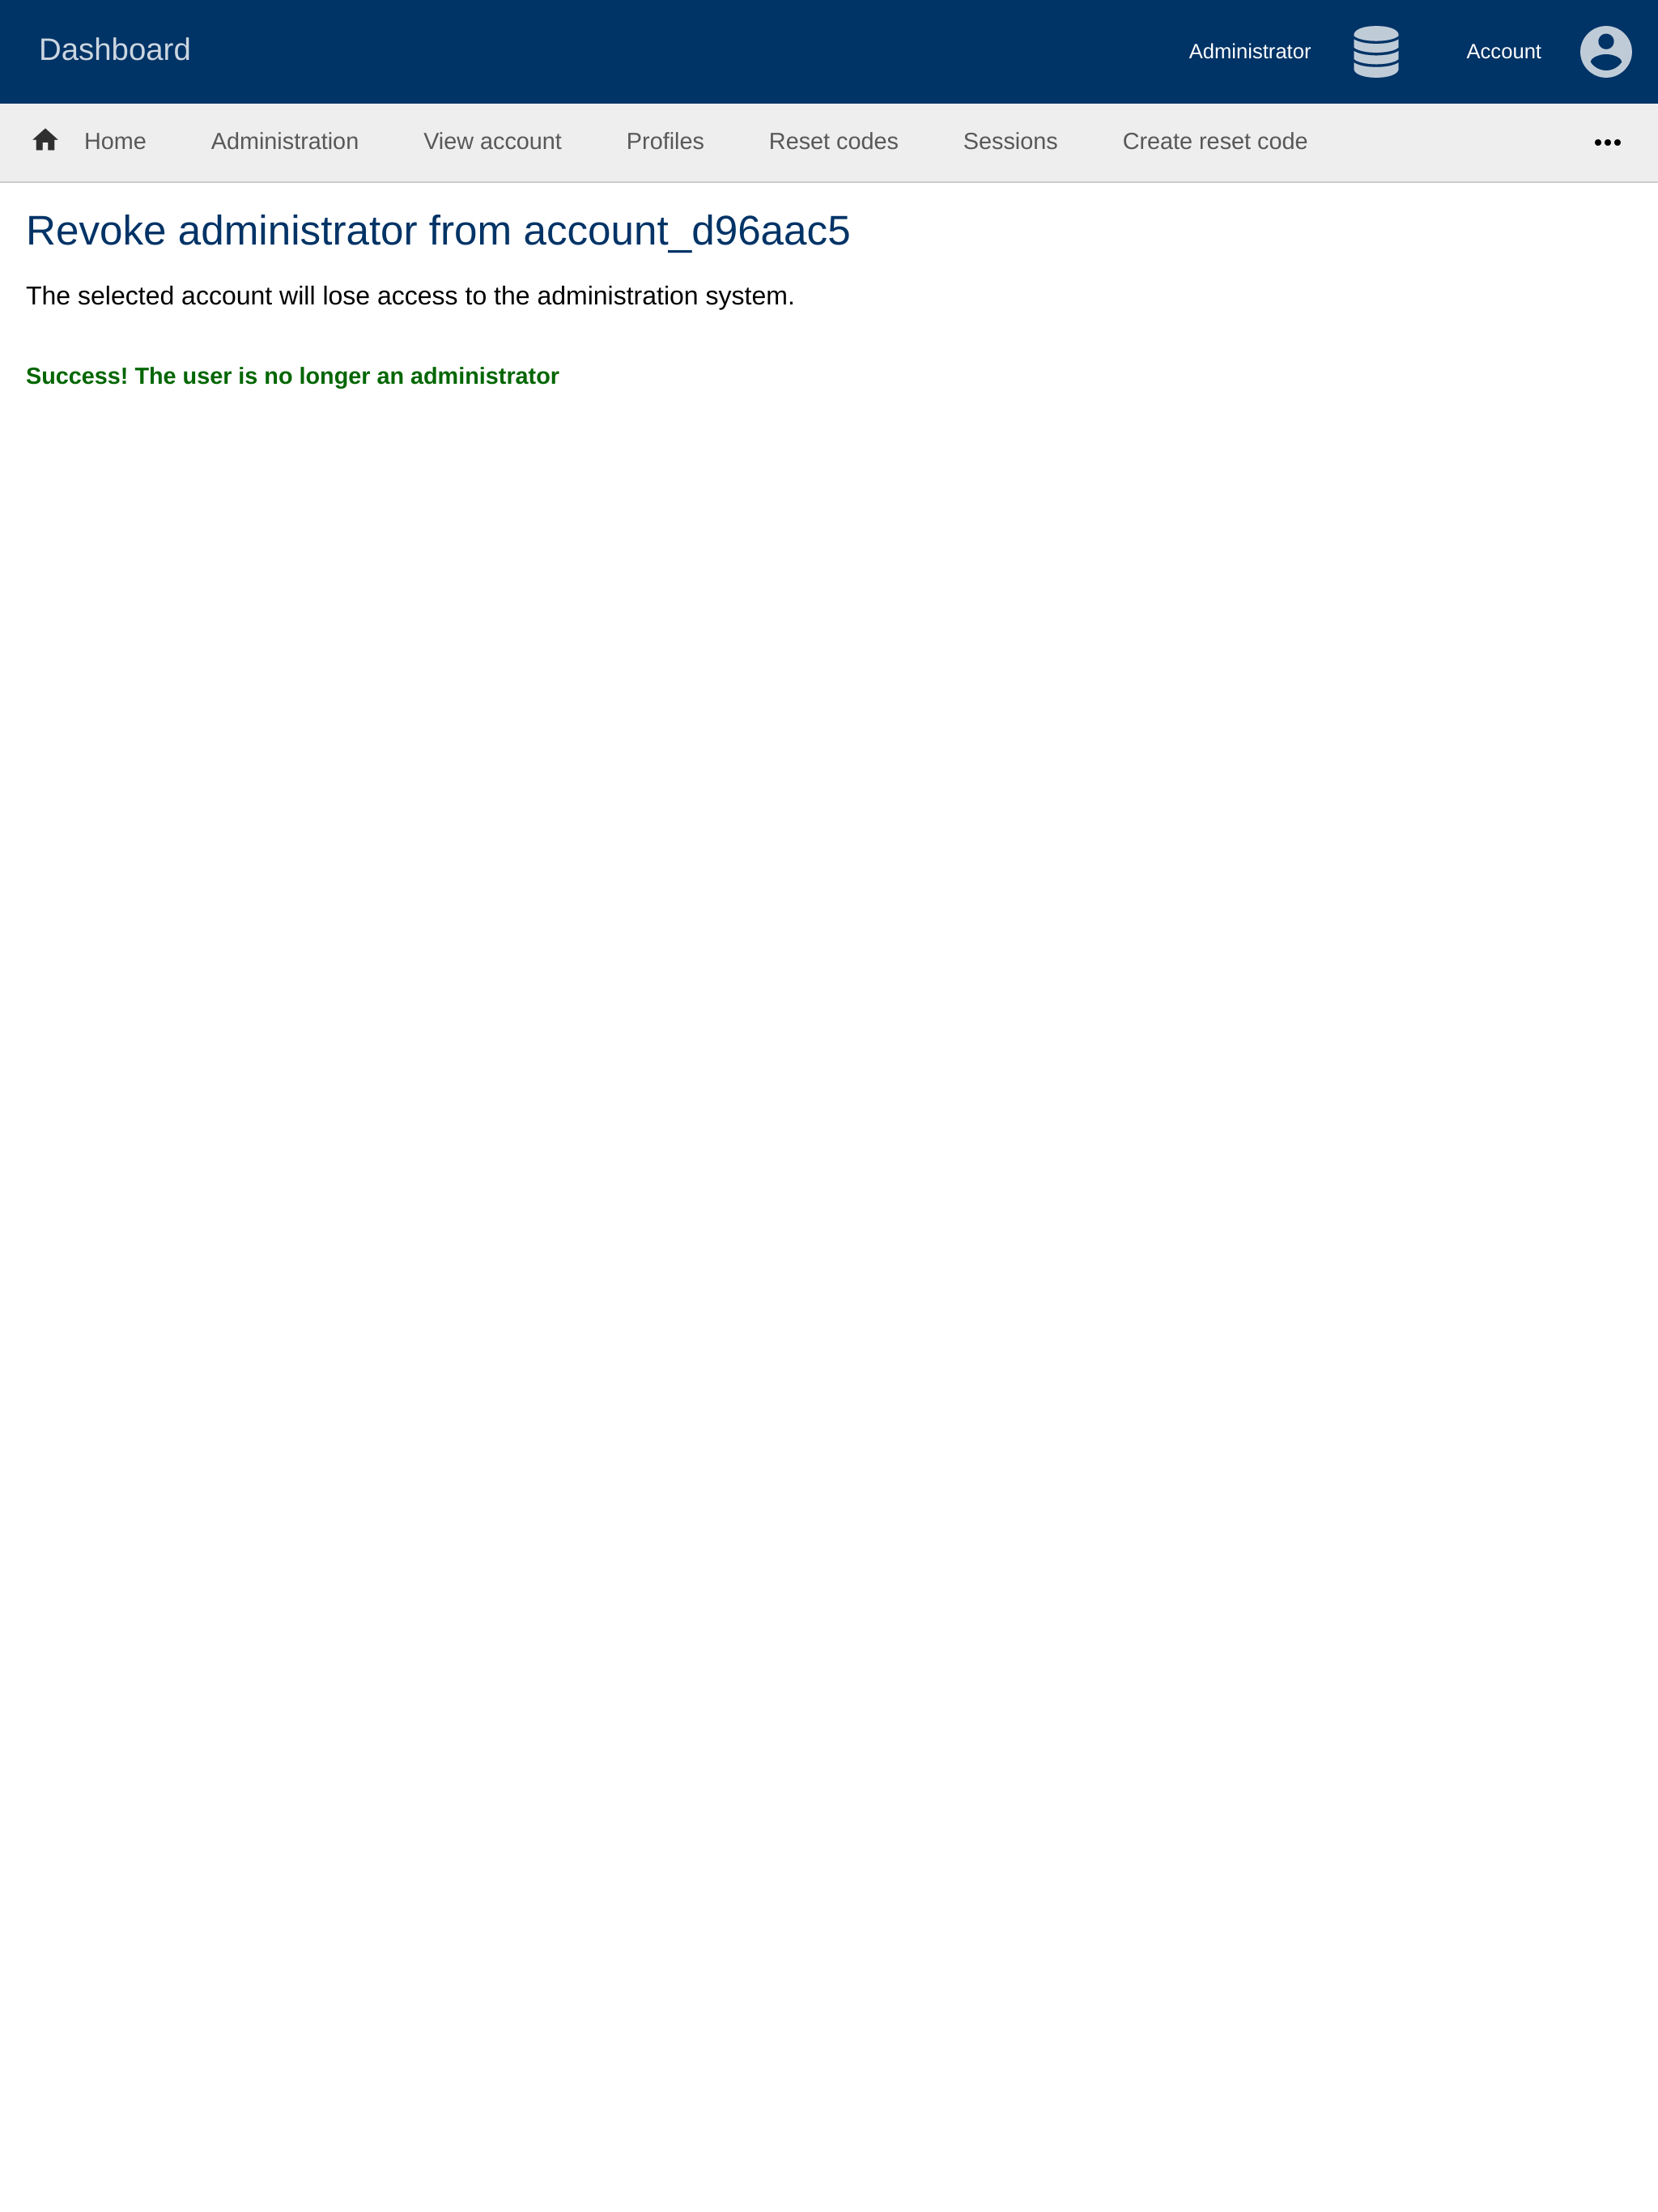 Dashboard
Administrator
Account
Home
Administration
View account
Profiles
Reset codes
Sessions
Create reset code
Revoke administrator from account_d96aac5
The selected account will lose access to the administration system.
Success! The user is no longer an administrator